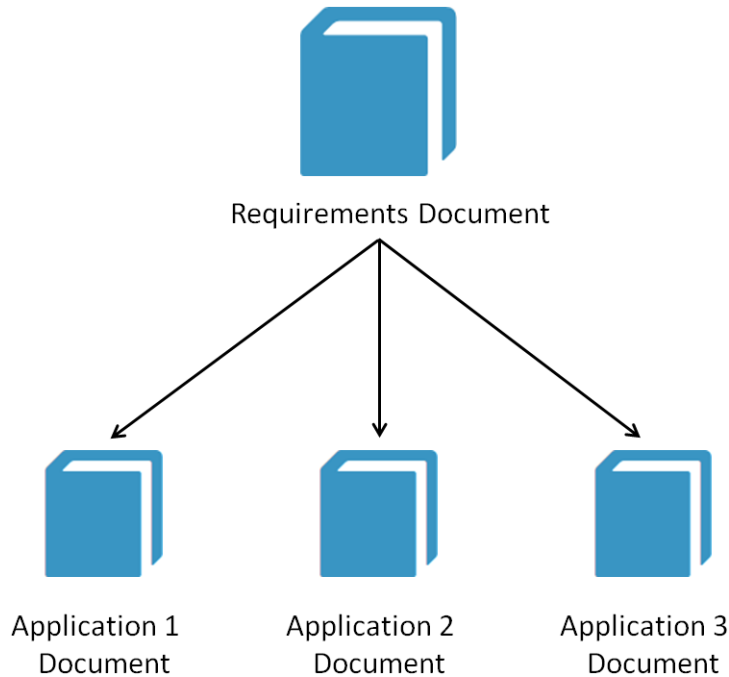 Requirements Document
Application 1
Document
Application 2
Document
Application 3
Document